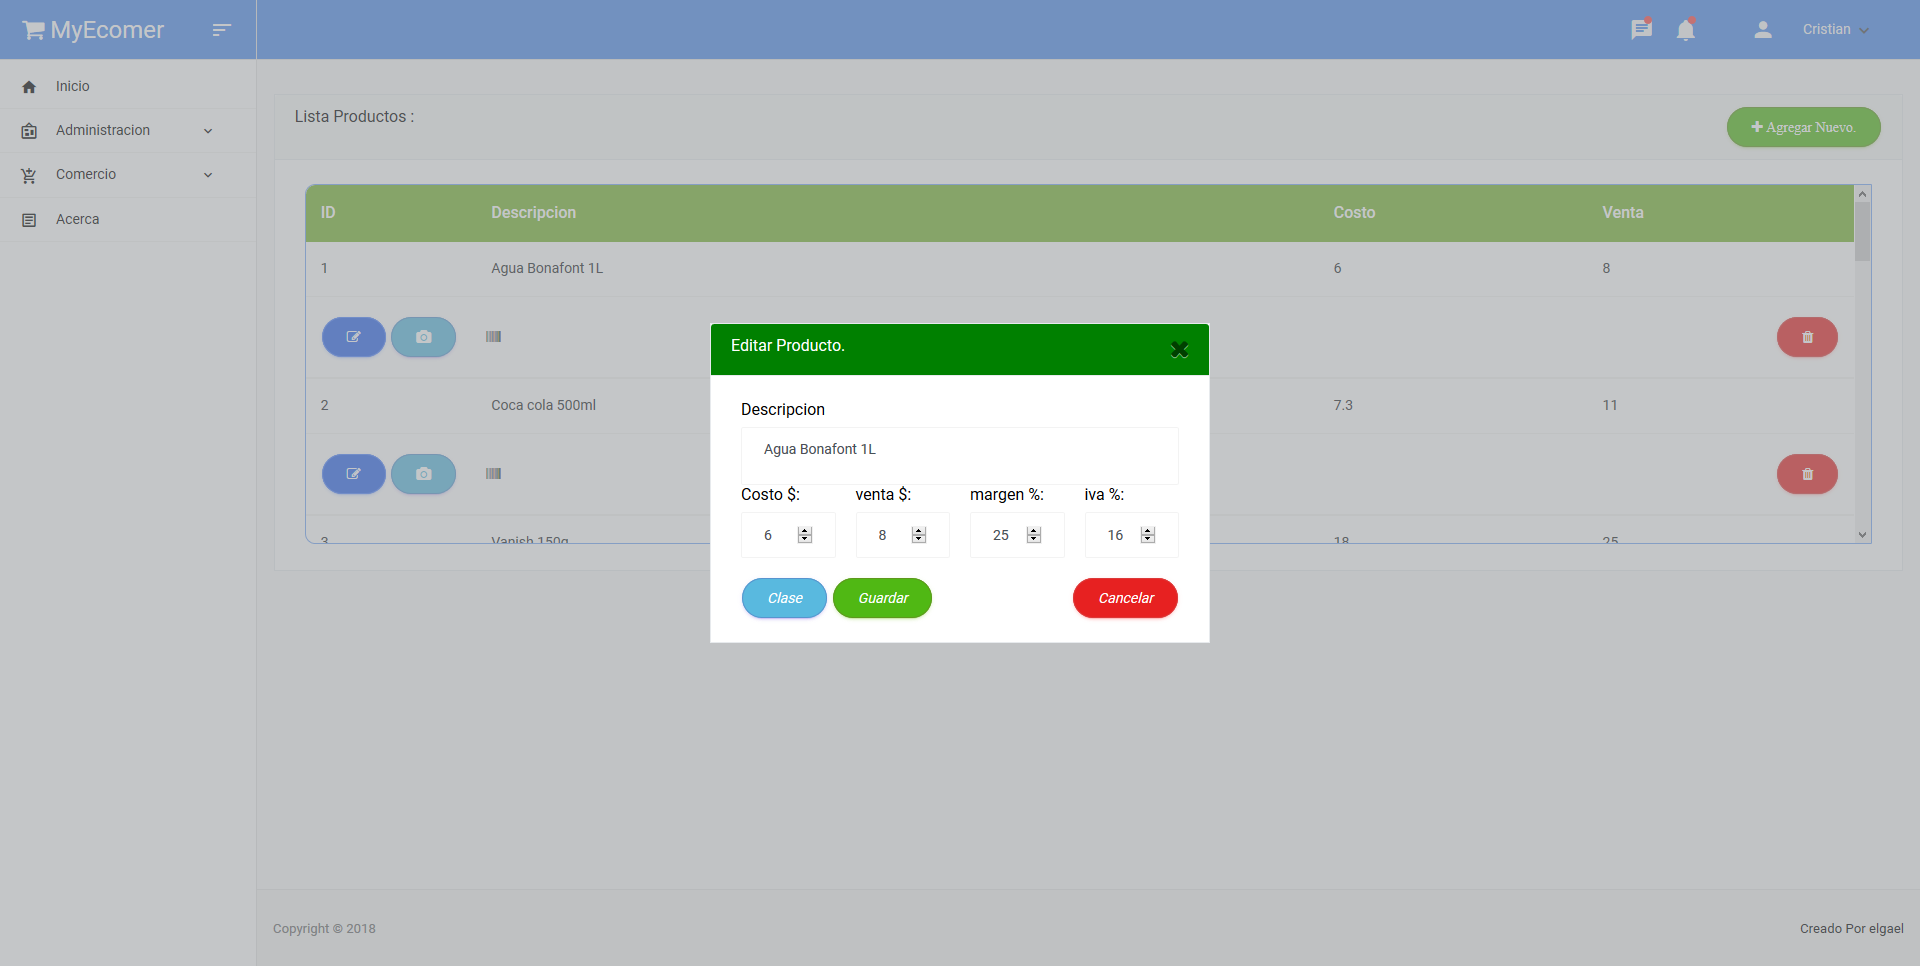 MyEcomer
Cristian
Inicio
Administracion
Comercio
Acerca
Lista Productos :
Agregar Nuevo.
ID Descripcion Costo Venta
1 Agua Bonafont 1L 6 8
2 Coca cola 500ml 7.3 11
3 Vanish 150g 18 25
Editar Producto.
Descripcion
Agua Bonafont 1L
Costo $: venta $: margen %: iva %:
6 8 25 16
Clase Guardar Cancelar
Copyright © 2018
Creado Por elgael